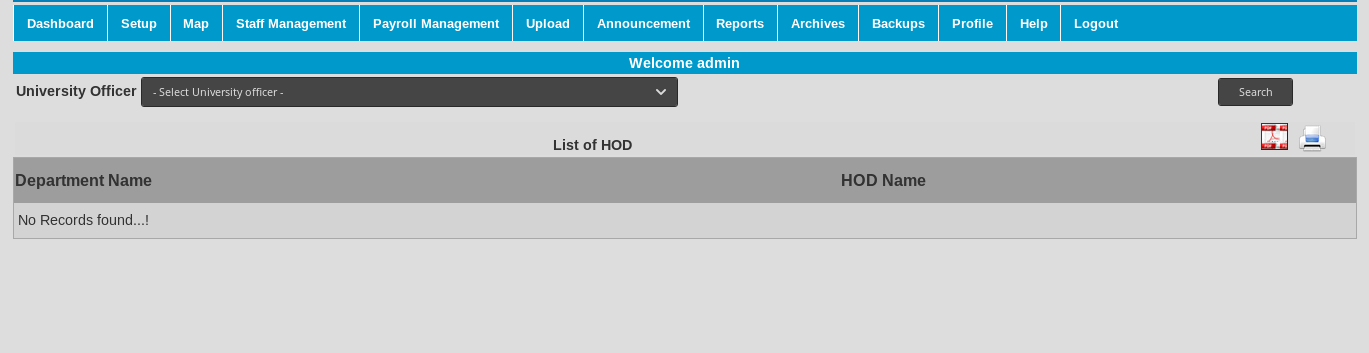 Dashboard Setup Map Staff Management Payroll Management Upload Announcement Reports Archives Backups Profile Help Logout
Welcome admin
University Officer - Select University officer - Search
List of HOD
Department Name HOD Name
No Records found...!